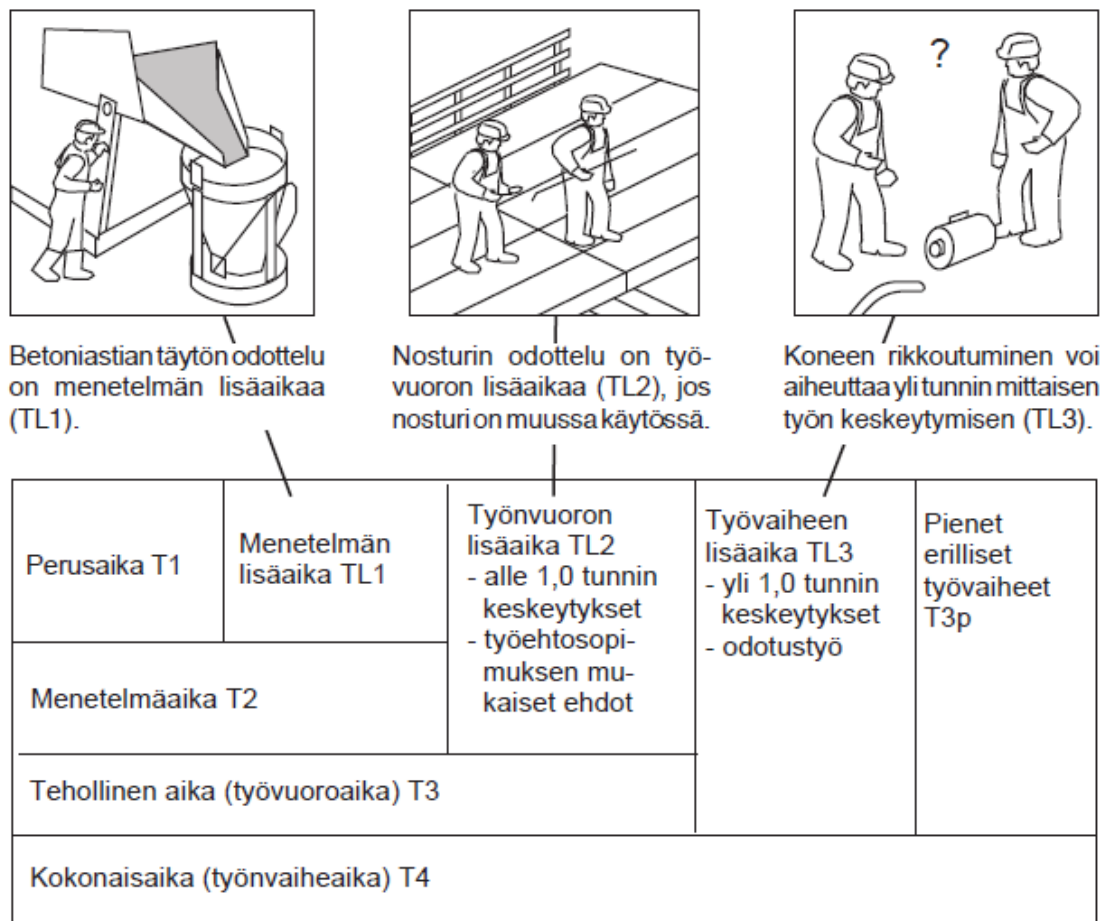 ?
Betoniastian täytön odottelu
on menetelmän lisäaikaa
(TL1).
Nosturin odottelu on työ-
vuoron lisäaikaa (TL2), jos
nosturi on muussa käytössä.
Koneen rikkoutuminen voi
aiheuttaa yli tunnin mittaisen
työn keskeytymisen (TL3).
Perusaika T1
Menetelmän
lisäaika TL1
Työnvuoron
lisäaika TL2
- alle 1,0 tunnin
keskeytykset
- työehtosopi-
muksen mu-
kaiset ehdot
Työvaiheen
lisäaika TL3
- yli 1,0 tunnin
keskeytykset
- odotustyö
Pienet
erilliset
työvaiheet
T3p
Menetelmäaika T2
Tehollinen aika (työvuoroaika) T3
Kokonaisaika (työnvaiheaika) T4